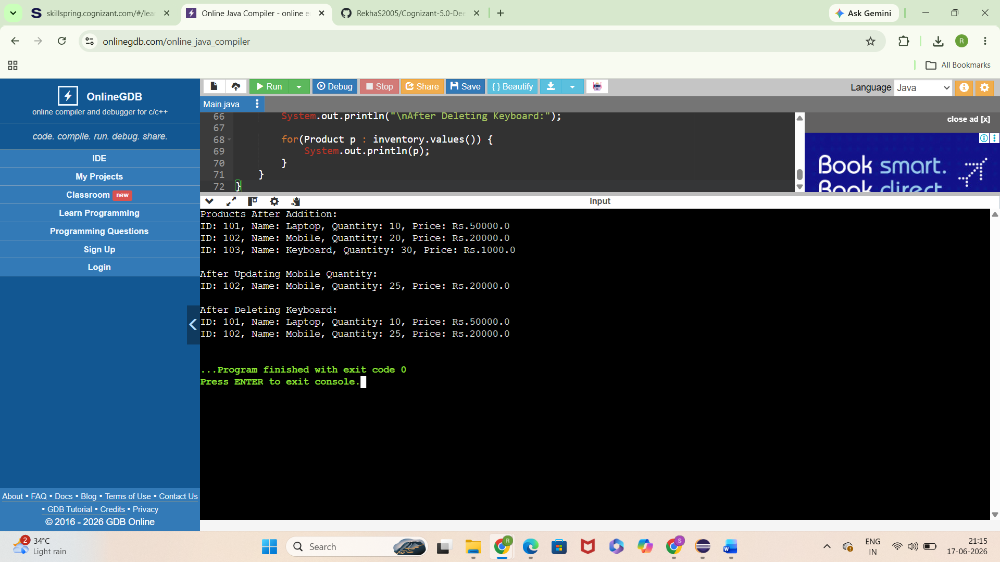 skillspring.cognizant.com/#/lear
Online Java Compiler - online e
RekhaS2005/Cognizant-5.0-Dee
Ask Gemini
onlinegdb.com/online_java_compiler
R
All Bookmarks
OnlineGDB
online compiler and debugger for c/c++
code. compile. run. debug. share.
IDE
My Projects
Classroom new
Learn Programming
Programming Questions
Sign Up
Login
About • FAQ • Docs • Blog • Terms of Use • Contact Us
• GDB Tutorial • Credits • Privacy
© 2016 - 2026 GDB Online
Run
Debug
Stop
Share
Save
{ } Beautify
Language Java
Main.java
66 System.out.println("\nAfter Deleting Keyboard:");
67
68 for(Product p : inventory.values()) {
69 System.out.println(p);
70 }
71 }
72 }
close ad [x]
Book smart.
Book direct.
input
Products After Addition:
ID: 101, Name: Laptop, Quantity: 10, Price: Rs.50000.0
ID: 102, Name: Mobile, Quantity: 20, Price: Rs.20000.0
ID: 103, Name: Keyboard, Quantity: 30, Price: Rs.1000.0
After Updating Mobile Quantity:
ID: 102, Name: Mobile, Quantity: 25, Price: Rs.20000.0
After Deleting Keyboard:
ID: 101, Name: Laptop, Quantity: 10, Price: Rs.50000.0
ID: 102, Name: Mobile, Quantity: 25, Price: Rs.20000.0
...Program finished with exit code 0
Press ENTER to exit console.
2
34°C
Light rain
Search
R
S
W
ENG
IN
21:15
17-06-2026